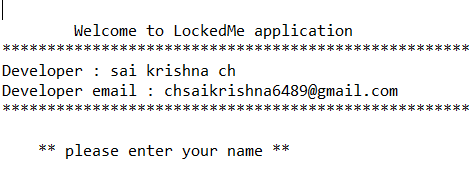 Welcome to LockedMe application
****************************************************
Developer : sai krishna ch
Developer email : chsaikrishna6489@gmail.com
****************************************************
** please enter your name **